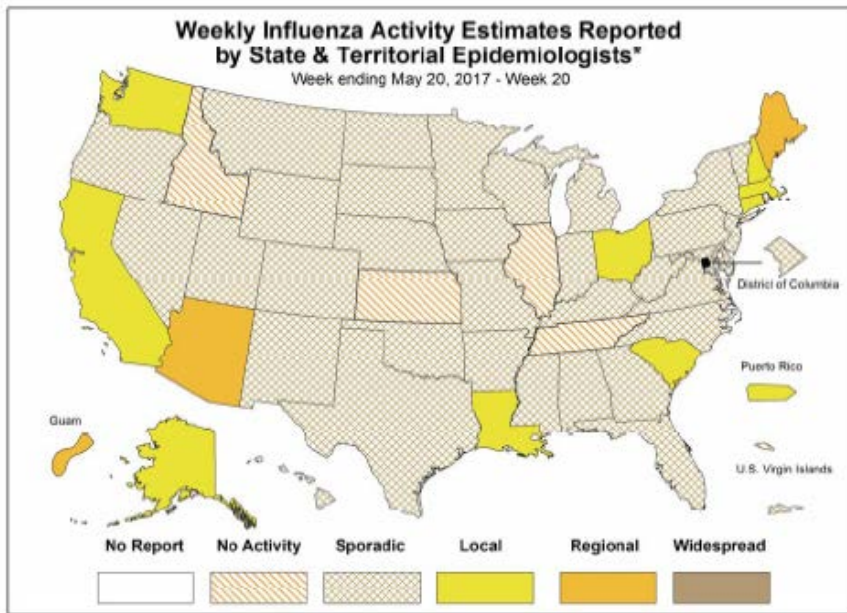 Weekly Influenza Activity Estimates Reported
by State & Territorial Epidemiologists*
Week ending May 20, 2017 - Week 20
District of Columbia
Puerto Rico
Guam
U.S. Virgin Islands
No Report No Activity Sporadic Local Regional Widespread